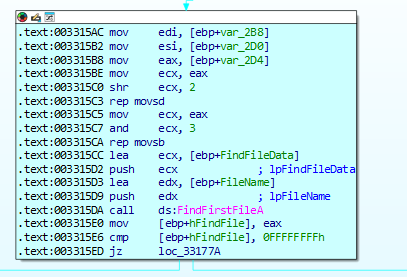 .text:003315AC mov edi, [ebp+var_2B8]
.text:003315B2 mov esi, [ebp+var_2D0]
.text:003315B8 mov eax, [ebp+var_2D4]
.text:003315BE mov ecx, eax
.text:003315C0 shr ecx, 2
.text:003315C3 rep movsd
.text:003315C5 mov ecx, eax
.text:003315C7 and ecx, 3
.text:003315CA rep movsb
.text:003315CC lea ecx, [ebp+FindFileData]
.text:003315D2 push ecx ; lpFindFileData
.text:003315D3 lea edx, [ebp+FileName]
.text:003315D9 push edx ; lpFileName
.text:003315DA call ds:FindFirstFileA
.text:003315E0 mov [ebp+hFindFile], eax
.text:003315E6 cmp [ebp+hFindFile], 0FFFFFFFFh
.text:003315ED jz loc_33177A